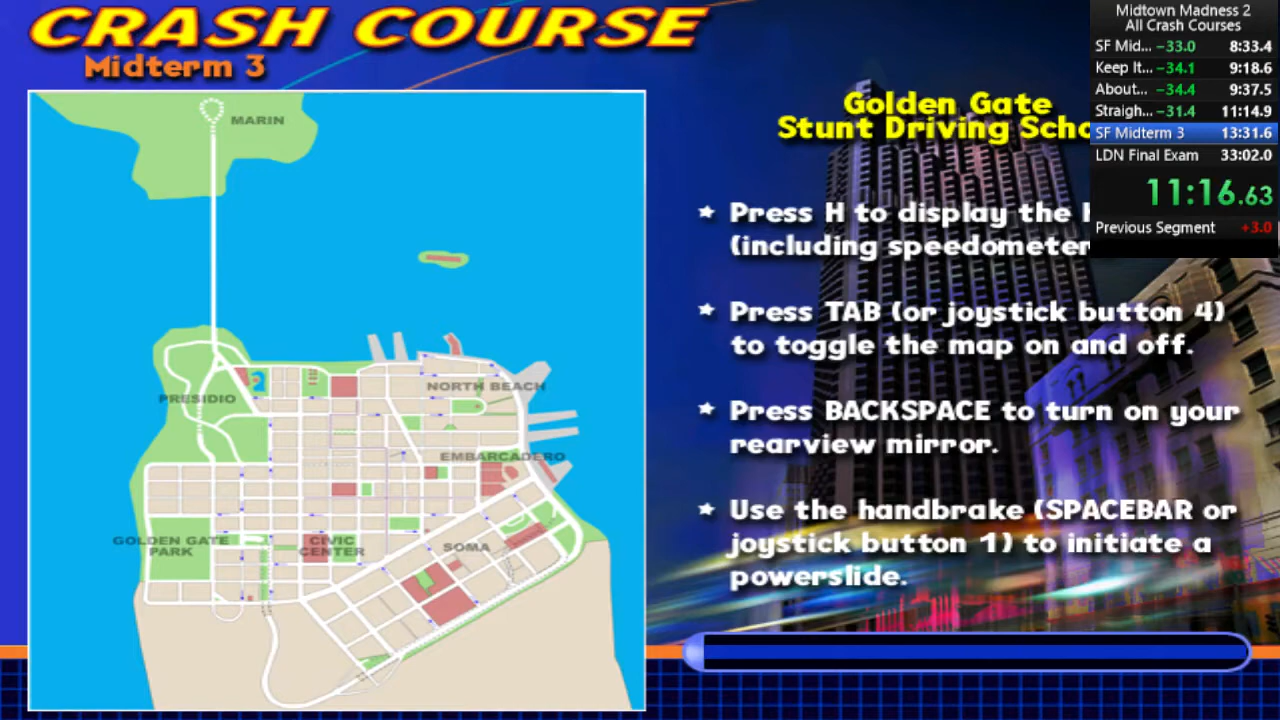 CRASH COURSE
Midterm 3
MARIN
PRESIDIO
NORTH BEACH
EMBARCADERO
GOLDEN GATE
PARK
CIVIC
CENTER
SOMA
Golden Gate
Stunt Driving Scho
★ Press H to display the
(including speedometer
★ Press TAB (or joystick button 4)
to toggle the map on and off.
★ Press BACKSPACE to turn on your
rearview mirror.
★ Use the handbrake (SPACEBAR or
joystick button 1) to initiate a
powerslide.
Midtown Madness 2
All Crash Courses
SF Mid... −33.0 8:33.4
Keep It... −34.1 9:18.6
About... −34.4 9:37.5
Straigh... −31.4 11:14.9
SF Midterm 3 13:31.6
LDN Final Exam 33:02.0
11:16.63
Previous Segment +3.0